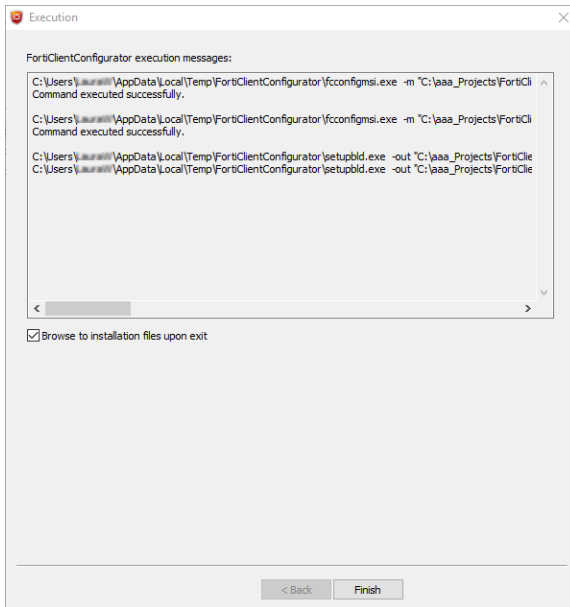 Execution
FortiClientConfigurator execution messages:
C:\Users\ \AppData\Local\Temp\FortiClientConfigurator\fcconfigmsi.exe -m "C:\aaa_Projects\FortiCli
Command executed successfully.
C:\Users\ \AppData\Local\Temp\FortiClientConfigurator\fcconfigmsi.exe -m "C:\aaa_Projects\FortiCli
Command executed successfully.
C:\Users\ \AppData\Local\Temp\FortiClientConfigurator\setupbld.exe -out "C:\aaa_Projects\FortiClie
C:\Users\ \AppData\Local\Temp\FortiClientConfigurator\setupbld.exe -out "C:\aaa_Projects\FortiClie
Browse to installation files upon exit
< Back Finish